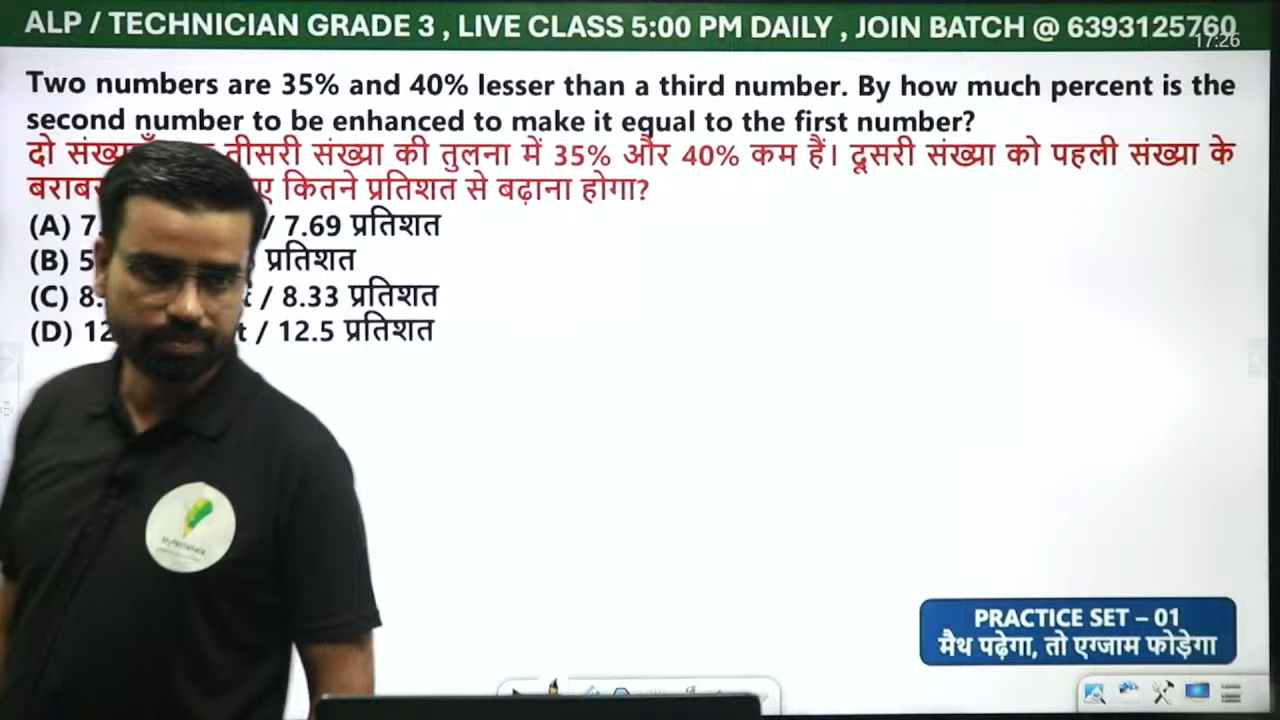 ALP / TECHNICIAN GRADE 3 , LIVE CLASS 5:00 PM DAILY , JOIN BATCH @ 6393125760
17:26
Two numbers are 35% and 40% lesser than a third number. By how much percent is the
second number to be enhanced to make it equal to the first number?
दो तीसरी संख्या की तुलना में 35% और 40% कम हैं। दूसरी संख्या को पहली संख्या के
कितने प्रतिशत से बढ़ाना होगा?
(A) 7. / 7.69 प्रतिशत
(B) 5 प्रतिशत
(C) 8. / 8.33 प्रतिशत
(D) 12 / 12.5 प्रतिशत
PRACTICE SET – 01
मैथ पढ़ेगा, तो एग्जाम फोड़ेगा